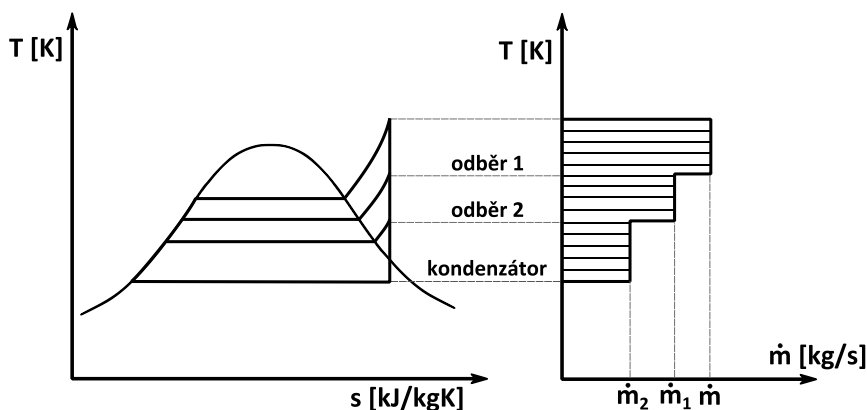 T [K]
s [kJ/kgK]
odběr 1
odběr 2
kondenzátor
T [K]
ṁ [kg/s]
ṁ₂ ṁ₁ ṁ